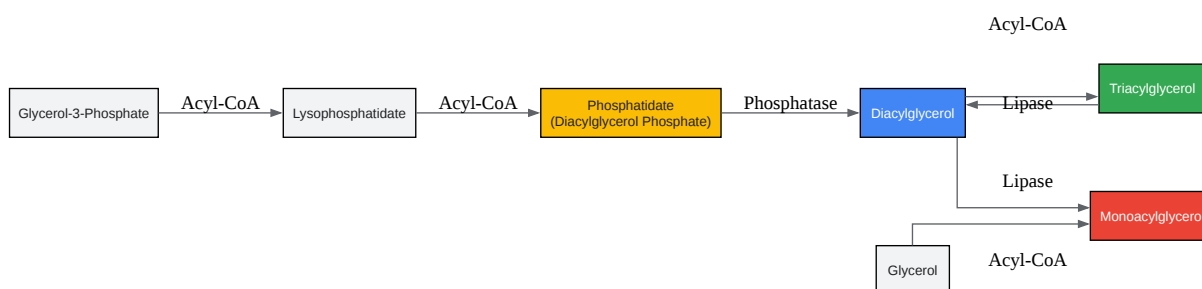 Acyl-CoA
Glycerol-3-Phosphate
Acyl-CoA
Lysophosphatidate
Acyl-CoA
Phosphatidate
(Diacylglycerol Phosphate)
Phosphatase
Diacylglycerol
Lipase
Triacylglycerol
Lipase
Monoacylglycero
Glycerol
Acyl-CoA